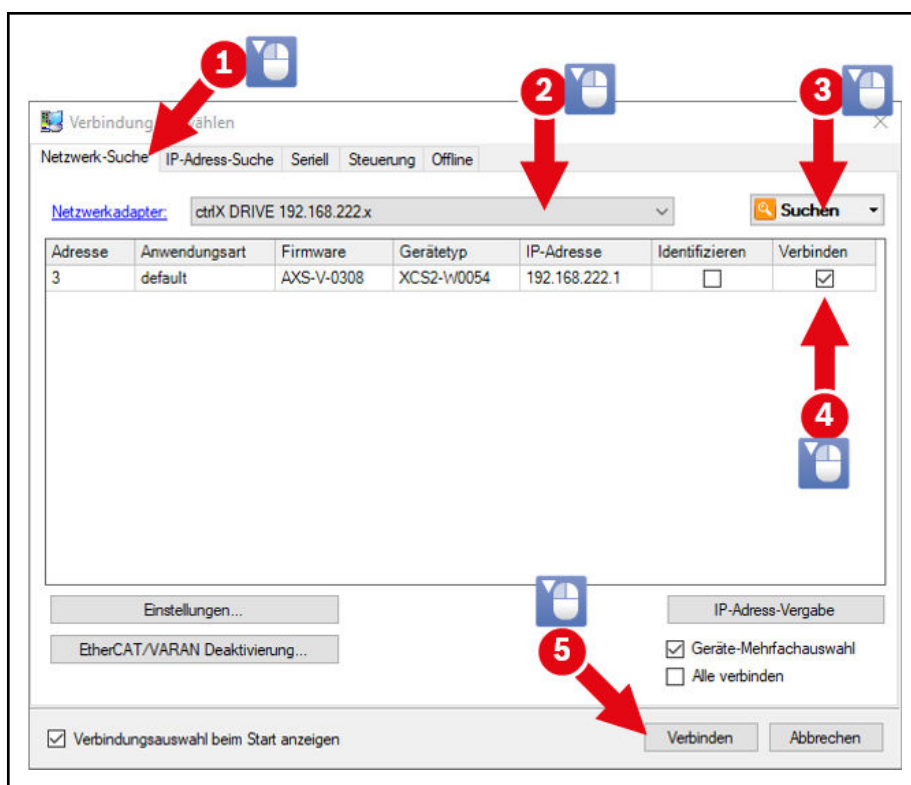 1
2
3
Verbindung wählen
Netzwerk-Suche IP-Adress-Suche Seriell Steuerung Offline
Netzwerkadapter: ctrlX DRIVE 192.168.222.x Suchen
Adresse Anwendungsart Firmware Gerätetyp IP-Adresse Identifizieren Verbinden
3 default AXS-V-0308 XCS2-W0054 192.168.222.1
4
Einstellungen... IP-Adress-Vergabe
EtherCAT/VARAN Deaktivierung... 5 Geräte-Mehrfachauswahl
Alle verbinden
Verbindungsauswahl beim Start anzeigen Verbinden Abbrechen